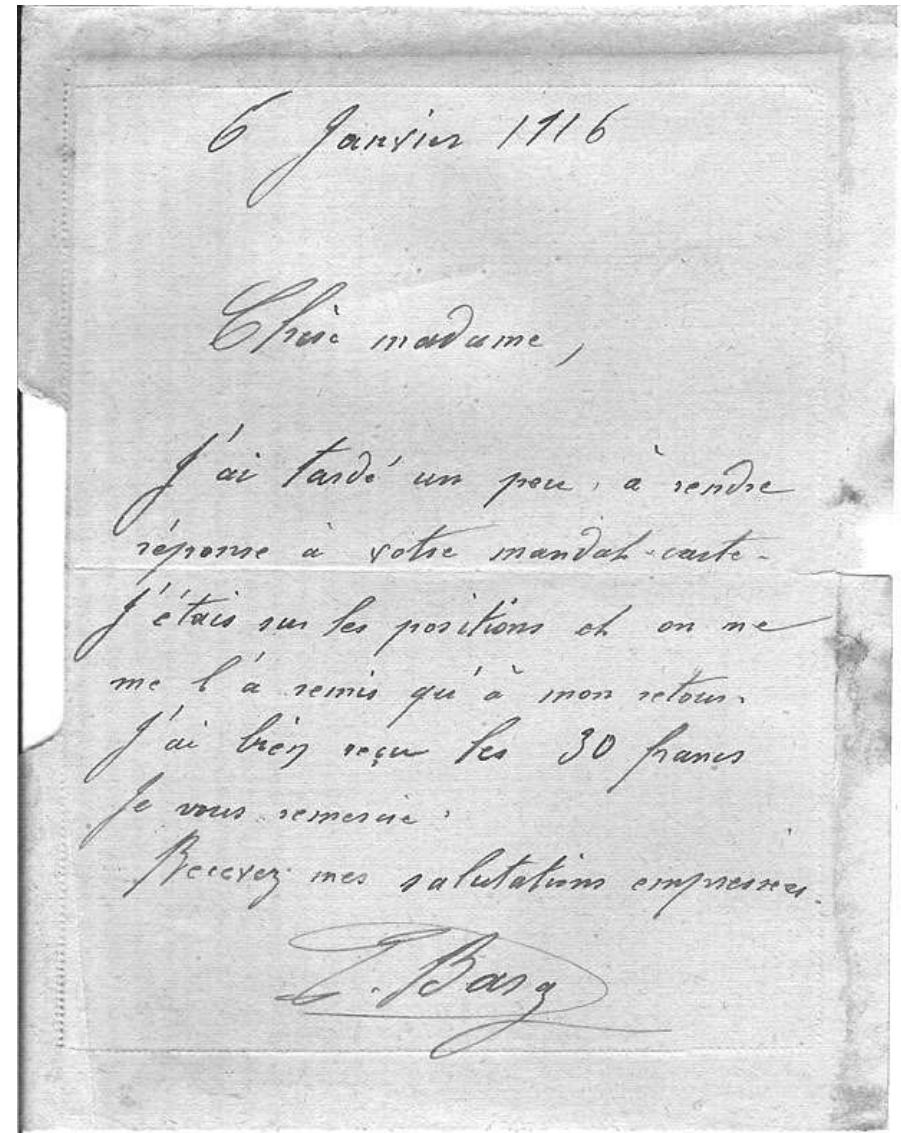 6 Janvier 1916
Chère madame,
J'ai tardé un peu, à rendre
réponse à votre mandat-carte.
J'étais sur les positions et on ne
me l'a remis qu'à mon retour.
J'ai bien reçu les 30 francs
Je vous remercie.
Recevez mes salutations empressées.